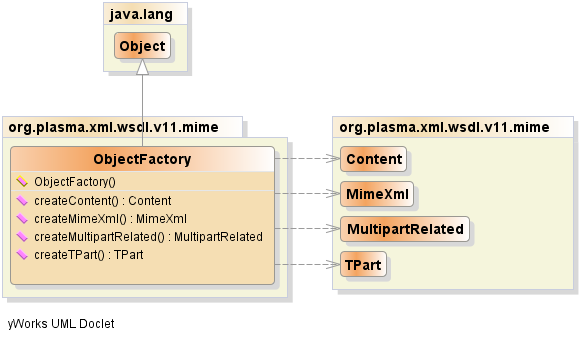 java.lang
Object
org.plasma.xml.wsdl.v11.mime
ObjectFactory
ObjectFactory()
createContent() : Content
createMimeXml() : MimeXml
createMultipartRelated() : MultipartRelated
createTPart() : TPart
org.plasma.xml.wsdl.v11.mime
Content
MimeXml
MultipartRelated
TPart
yWorks UML Doclet